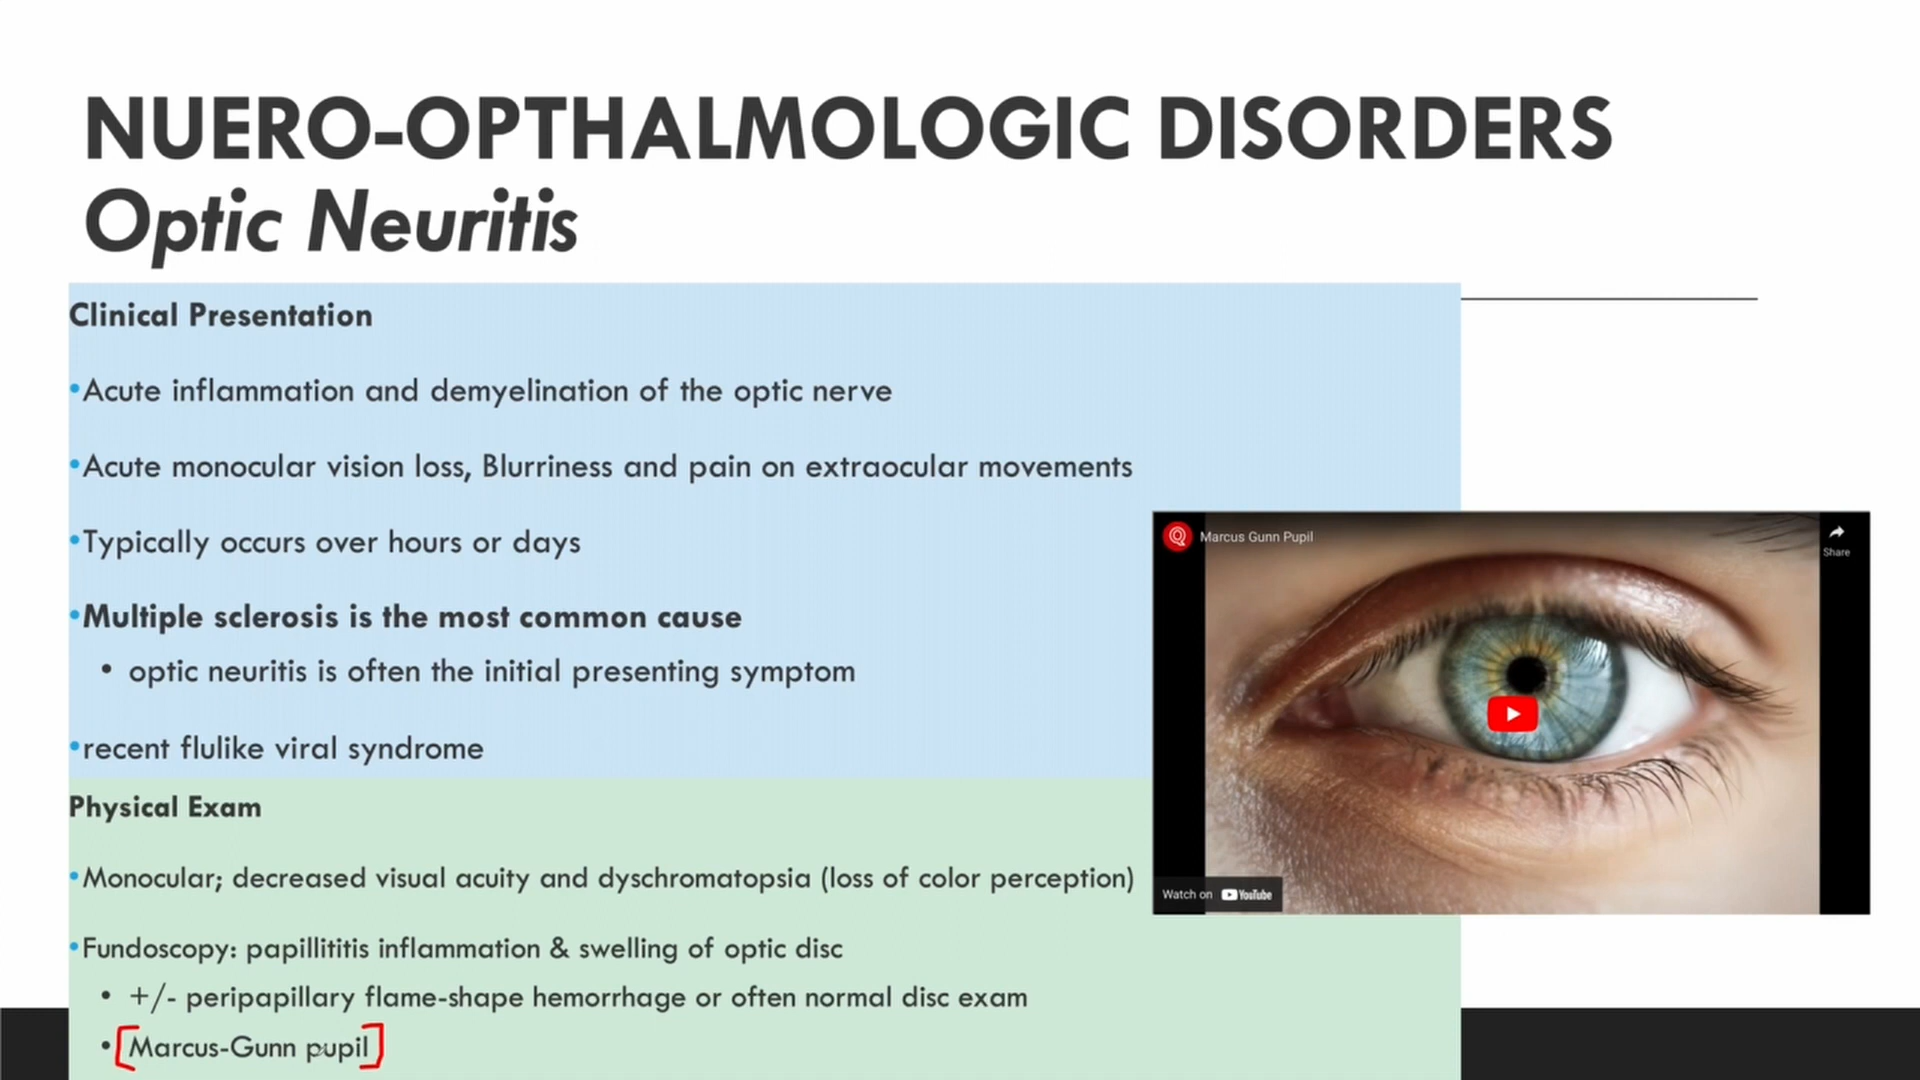 NUERO-OPTHALMOLOGIC DISORDERS
Optic Neuritis
Clinical Presentation
•Acute inflammation and demyelination of the optic nerve
•Acute monocular vision loss, Blurriness and pain on extraocular movements
•Typically occurs over hours or days
•Multiple sclerosis is the most common cause
• optic neuritis is often the initial presenting symptom
•recent flulike viral syndrome
Physical Exam
•Monocular; decreased visual acuity and dyschromatopsia (loss of color perception)
•Fundoscopy: papillititis inflammation & swelling of optic disc
• +/- peripapillary flame-shape hemorrhage or often normal disc exam
• [Marcus-Gunn pupil]
Marcus Gunn Pupil
Share
Watch on YouTube